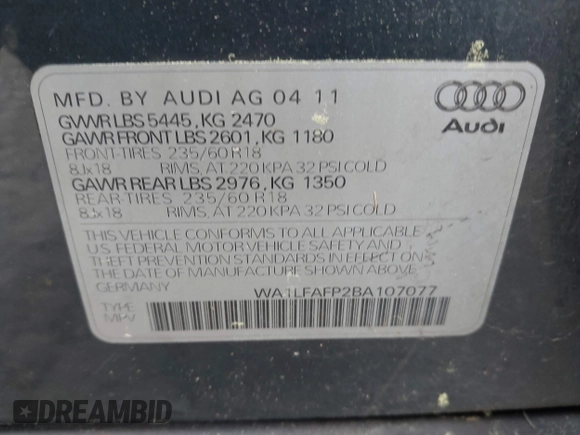 MFD. BY AUDI AG 04 11
GVWR LBS 5445, KG 2470
GAWR FRONT LBS 2601, KG 1180
FRONT-TIRES 235/60 R18
8Jx18 RIMS, AT 220 KPA 32 PSI COLD
GAWR REAR LBS 2976, KG 1350
REAR-TIRES 235/60 R18
8Jx18 RIMS, AT 220 KPA 32 PSI COLD
Audi
THIS VEHICLE CONFORMS TO ALL APPLICABLE
U.S. FEDERAL MOTOR VEHICLE SAFETY AND
THEFT PREVENTION STANDARDS IN EFFECT ON
THE DATE OF MANUFACTURE SHOWN ABOVE.
GERMANY WA1LFAFP2BA107077
TYPE
MPV
DREAMBID